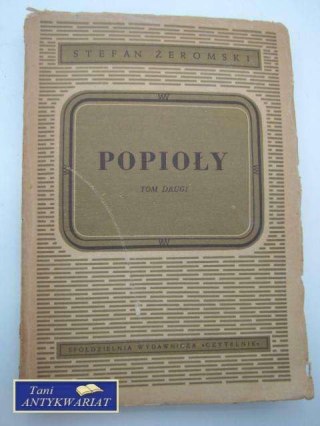 STEFAN ŻEROMSKI
POPIOŁY
TOM DRUGI
SPÓŁDZIELNIA WYDAWNICZA «CZYTELNIK»
Tani
ANTYKWARIAT